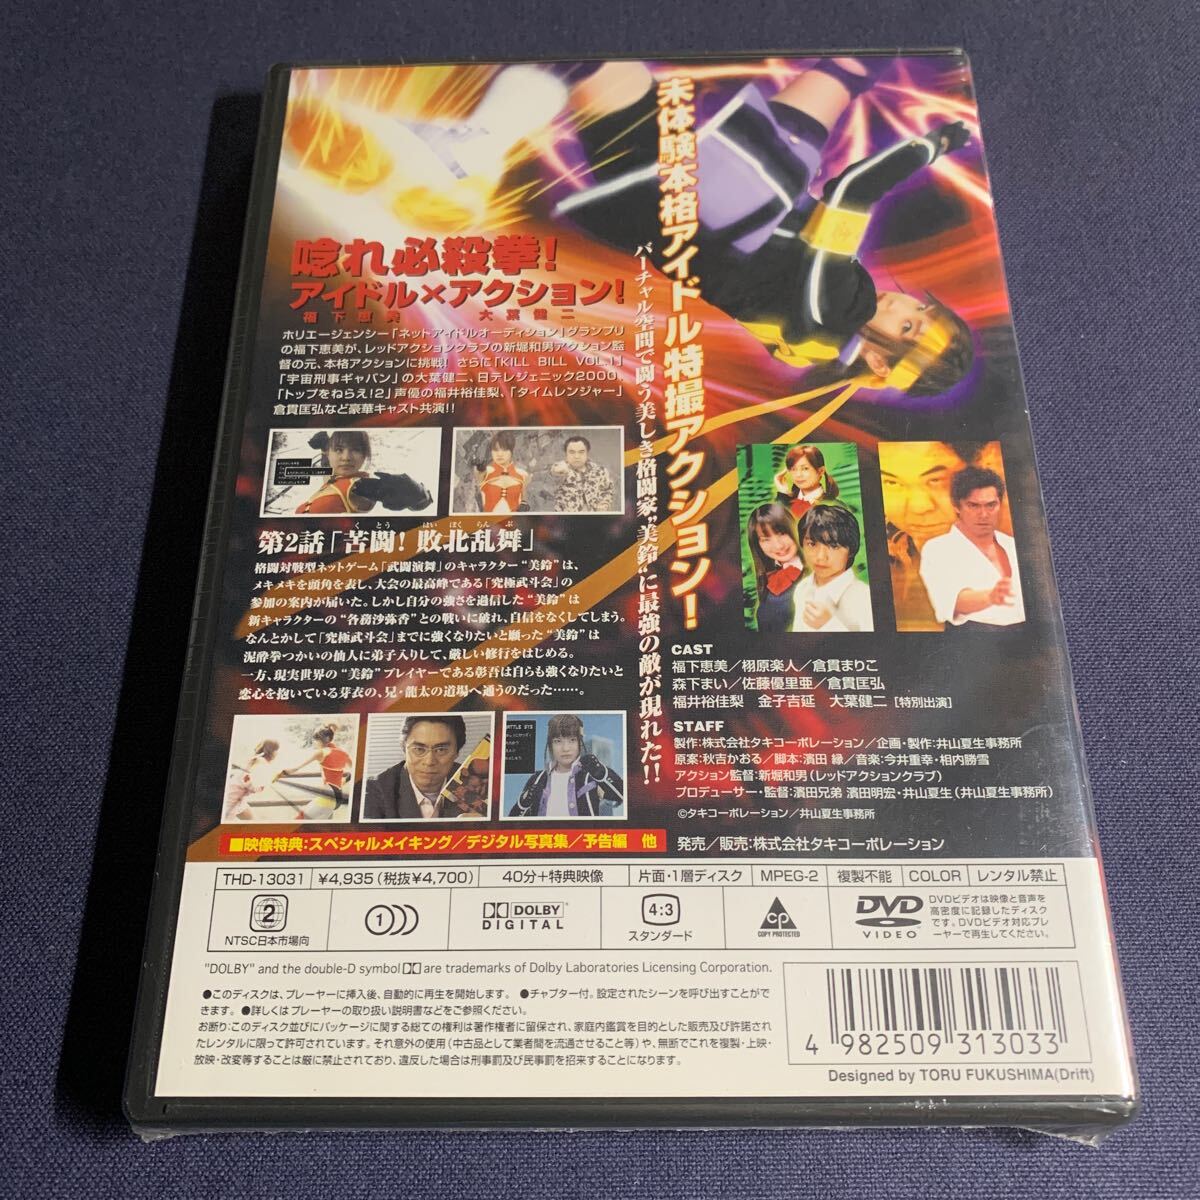 未体験本格アイドル特撮アクション!
バーチャル空間で闘う美しき格闘家"美鈴"に最強の敵が現れた!!
唸れ必殺拳!
アイドル×アクション!
福下恵美 大葉健二
ホリエージェンシー「ネットアイドルオーディション」グランプリ
の福下恵美が、レッドアクションクラブの新堀和男アクション監
督の元、本格アクションに挑戦! さらに「KILL BILL VOL.1」
「宇宙刑事ギャバン」の大葉健二、日テレジェニック2000、
「トップをねらえ!2」声優の福井裕佳梨、「タイムレンジャー」
倉貫匡弘など豪華キャスト共演!!
第2話「苦闘! 敗北乱舞」
くとう はいぼくらんぶ
格闘対戦型ネットゲーム「武闘演舞」のキャラクター“美鈴”は、
メキメキを頭角を表し、大会の最高峰である「究極武斗会」の
参加の案内が届いた。しかし自分の強さを過信した“美鈴”は
新キャラクターの“各務沙弥香”との戦いに破れ、自信をなくしてしまう。
なんとかして「究極武斗会」までに強くなりたいと願った“美鈴”は
泥酔拳つかいの仙人に弟子入りして、厳しい修行をはじめる。
一方、現実世界の“美鈴”プレイヤーである彰吾は自らも強くなりたいと
恋心を抱いている芽衣の、兄・龍太の道場へ通うのだった……。
CAST
福下恵美／栩原楽人／倉貫まりこ
森下まい／佐藤優里亜／倉貫匡弘
福井裕佳梨 金子吉延 大葉健二 [特別出演]
STAFF
製作:株式会社タキコーポレーション／企画・製作:井山夏生事務所
原案:秋吉かおる／脚本:濱田 縁／音楽:今井重幸・相内勝雪
アクション監督:新堀和男(レッドアクションクラブ)
プロデューサー・監督:濱田兄弟 濱田明宏・井山夏生(井山夏生事務所)
©タキコーポレーション／井山夏生事務所
■映像特典:スペシャルメイキング／デジタル写真集／予告編 他
発売／販売:株式会社タキコーポレーション
THD-13031 ¥4,935(税抜¥4,700) 40分+特典映像 片面・1層ディスク MPEG-2 複製不能 COLOR レンタル禁止
2
NTSC日本市場向
1
DOLBY
DIGITAL
4:3
スタンダード
CP
COPY PROTECTED
DVD
VIDEO
DVDビデオは映像と音声を
高密度に記録したディスク
です。DVDビデオ対応プレ
ーヤーで再生してください。
"DOLBY" and the double-D symbol are trademarks of Dolby Laboratories Licensing Corporation.
●このディスクは、プレーヤーに挿入後、自動的に再生を開始します。 ●チャプター付。設定されたシーンを呼び出すことがで
きます。 ●詳しくはプレーヤーの取り扱い説明書などをご参照ください。
お断り:このディスク並びにパッケージに関する総ての権利は著作権者に留保され、家庭内鑑賞を目的とした販売及び許諾され
たレンタルに限って許可されています。それ意外の使用(中古品として業者間を流通させること等)や、無断でこれを複製・上映・
放映・改変等することは厳に禁止されており、違反した場合は刑事罰及び民事罰を招来することになります。
4 982509 313033
Designed by TORU FUKUSHIMA(Drift)